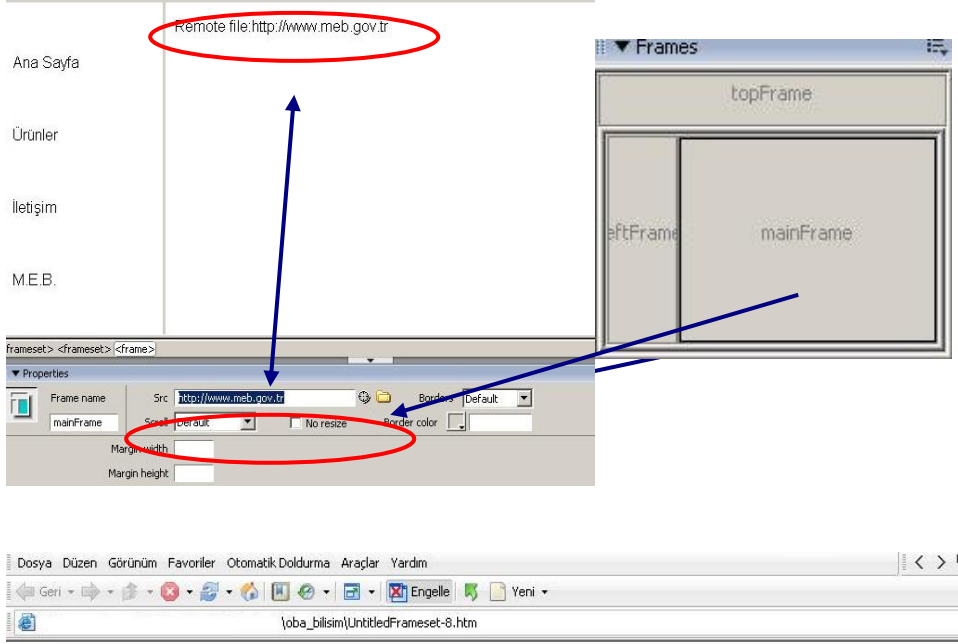 Remote file:http://www.meb.gov.tr
Ana Sayfa
Ürünler
İletişim
M.E.B.
Frames
topFrame
eftFrame
mainFrame
frameset> <frameset> <frame>
Properties
Frame name Src http://www.meb.gov.tr Borders Default
mainFrame Scroll Default No resize Border color
Margin width
Margin height
Dosya Düzen Görünüm Favoriler Otomatik Doldurma Araçlar Yardım
Geri Engelle Yeni
\oba_bilisim\UntitledFrameset-8.htm